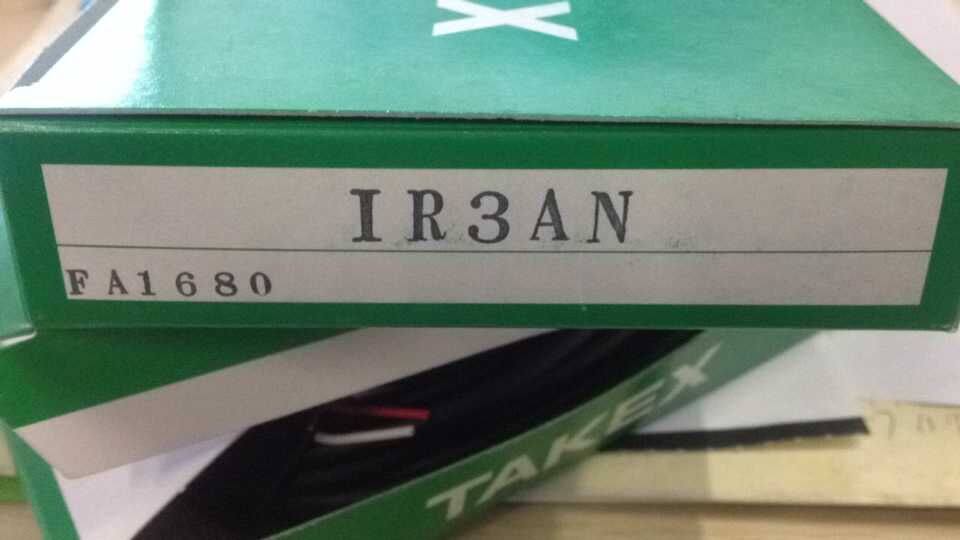 X
IR3AN
FA1680
TAKEX